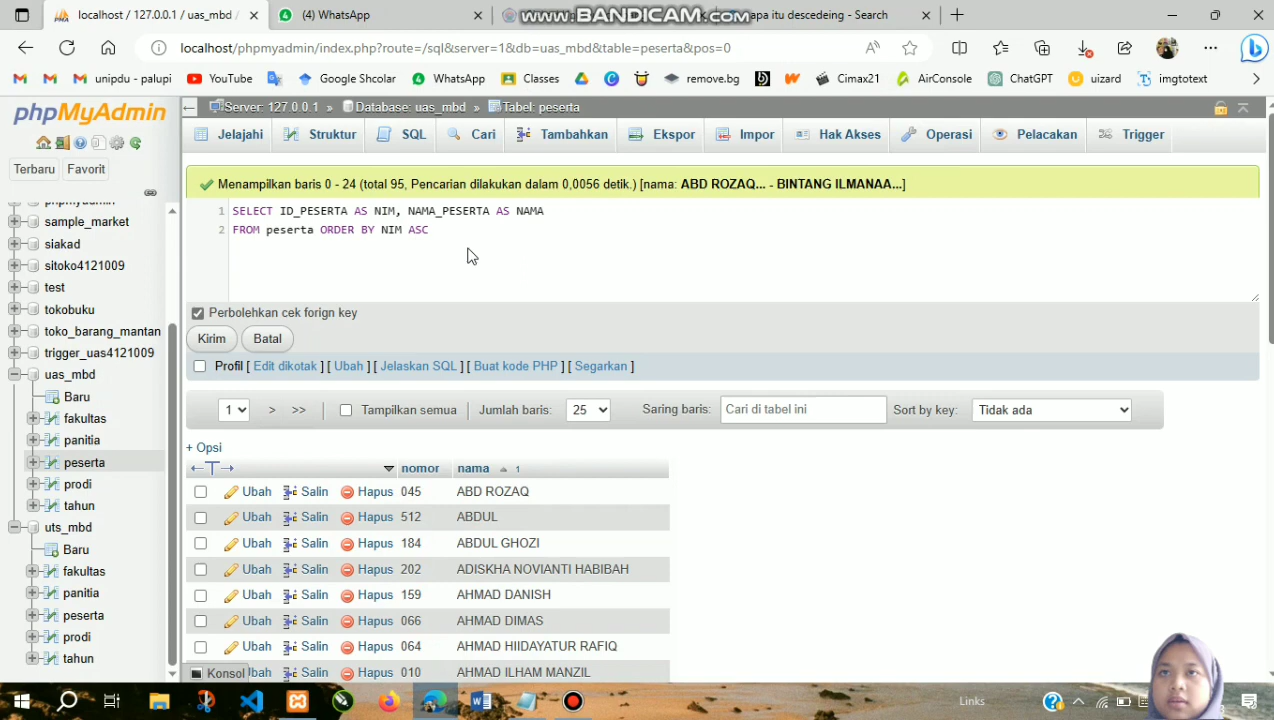 localhost / 127.0.0.1 / uas_mbd /
(4) WhatsApp
www.BANDICAM.com
apa itu descedeing - Search
localhost/phpmyadmin/index.php?route=/sql&server=1&db=uas_mbd&table=peserta&pos=0
unipdu - palupi
YouTube
Google Shcolar
WhatsApp
Classes
remove.bg
Cimax21
AirConsole
ChatGPT
uizard
imgtotext
phpMyAdmin
Server: 127.0.0.1 » Database: uas_mbd » Tabel: peserta
Jelajahi
Struktur
SQL
Cari
Tambahkan
Ekspor
Impor
Hak Akses
Operasi
Pelacakan
Trigger
Terbaru
Favorit
phpmyadmin
sample_market
siakad
sitoko4121009
test
tokobuku
toko_barang_mantan
trigger_uas4121009
uas_mbd
Baru
fakultas
panitia
peserta
prodi
tahun
uts_mbd
Baru
fakultas
panitia
peserta
prodi
tahun
Menampilkan baris 0 - 24 (total 95, Pencarian dilakukan dalam 0,0056 detik.) [nama: ABD ROZAQ... - BINTANG ILMANAA...]
1 SELECT ID_PESERTA AS NIM, NAMA_PESERTA AS NAMA
2 FROM peserta ORDER BY NIM ASC
Perbolehkan cek forign key
Kirim
Batal
Profil [ Edit dikotak ] [ Ubah ] [ Jelaskan SQL ] [ Buat kode PHP ] [ Segarkan ]
1 > >> Tampilkan semua Jumlah baris: 25 Saring baris: Cari di tabel ini Sort by key: Tidak ada
+ Opsi
←T→ nomor nama 1
Ubah Salin Hapus 045 ABD ROZAQ
Ubah Salin Hapus 512 ABDUL
Ubah Salin Hapus 184 ABDUL GHOZI
Ubah Salin Hapus 202 ADISKHA NOVIANTI HABIBAH
Ubah Salin Hapus 159 AHMAD DANISH
Ubah Salin Hapus 066 AHMAD DIMAS
Ubah Salin Hapus 064 AHMAD HIIDAYATUR RAFIQ
Ubah Salin Hapus 010 AHMAD ILHAM MANZIL
Konsol
Links